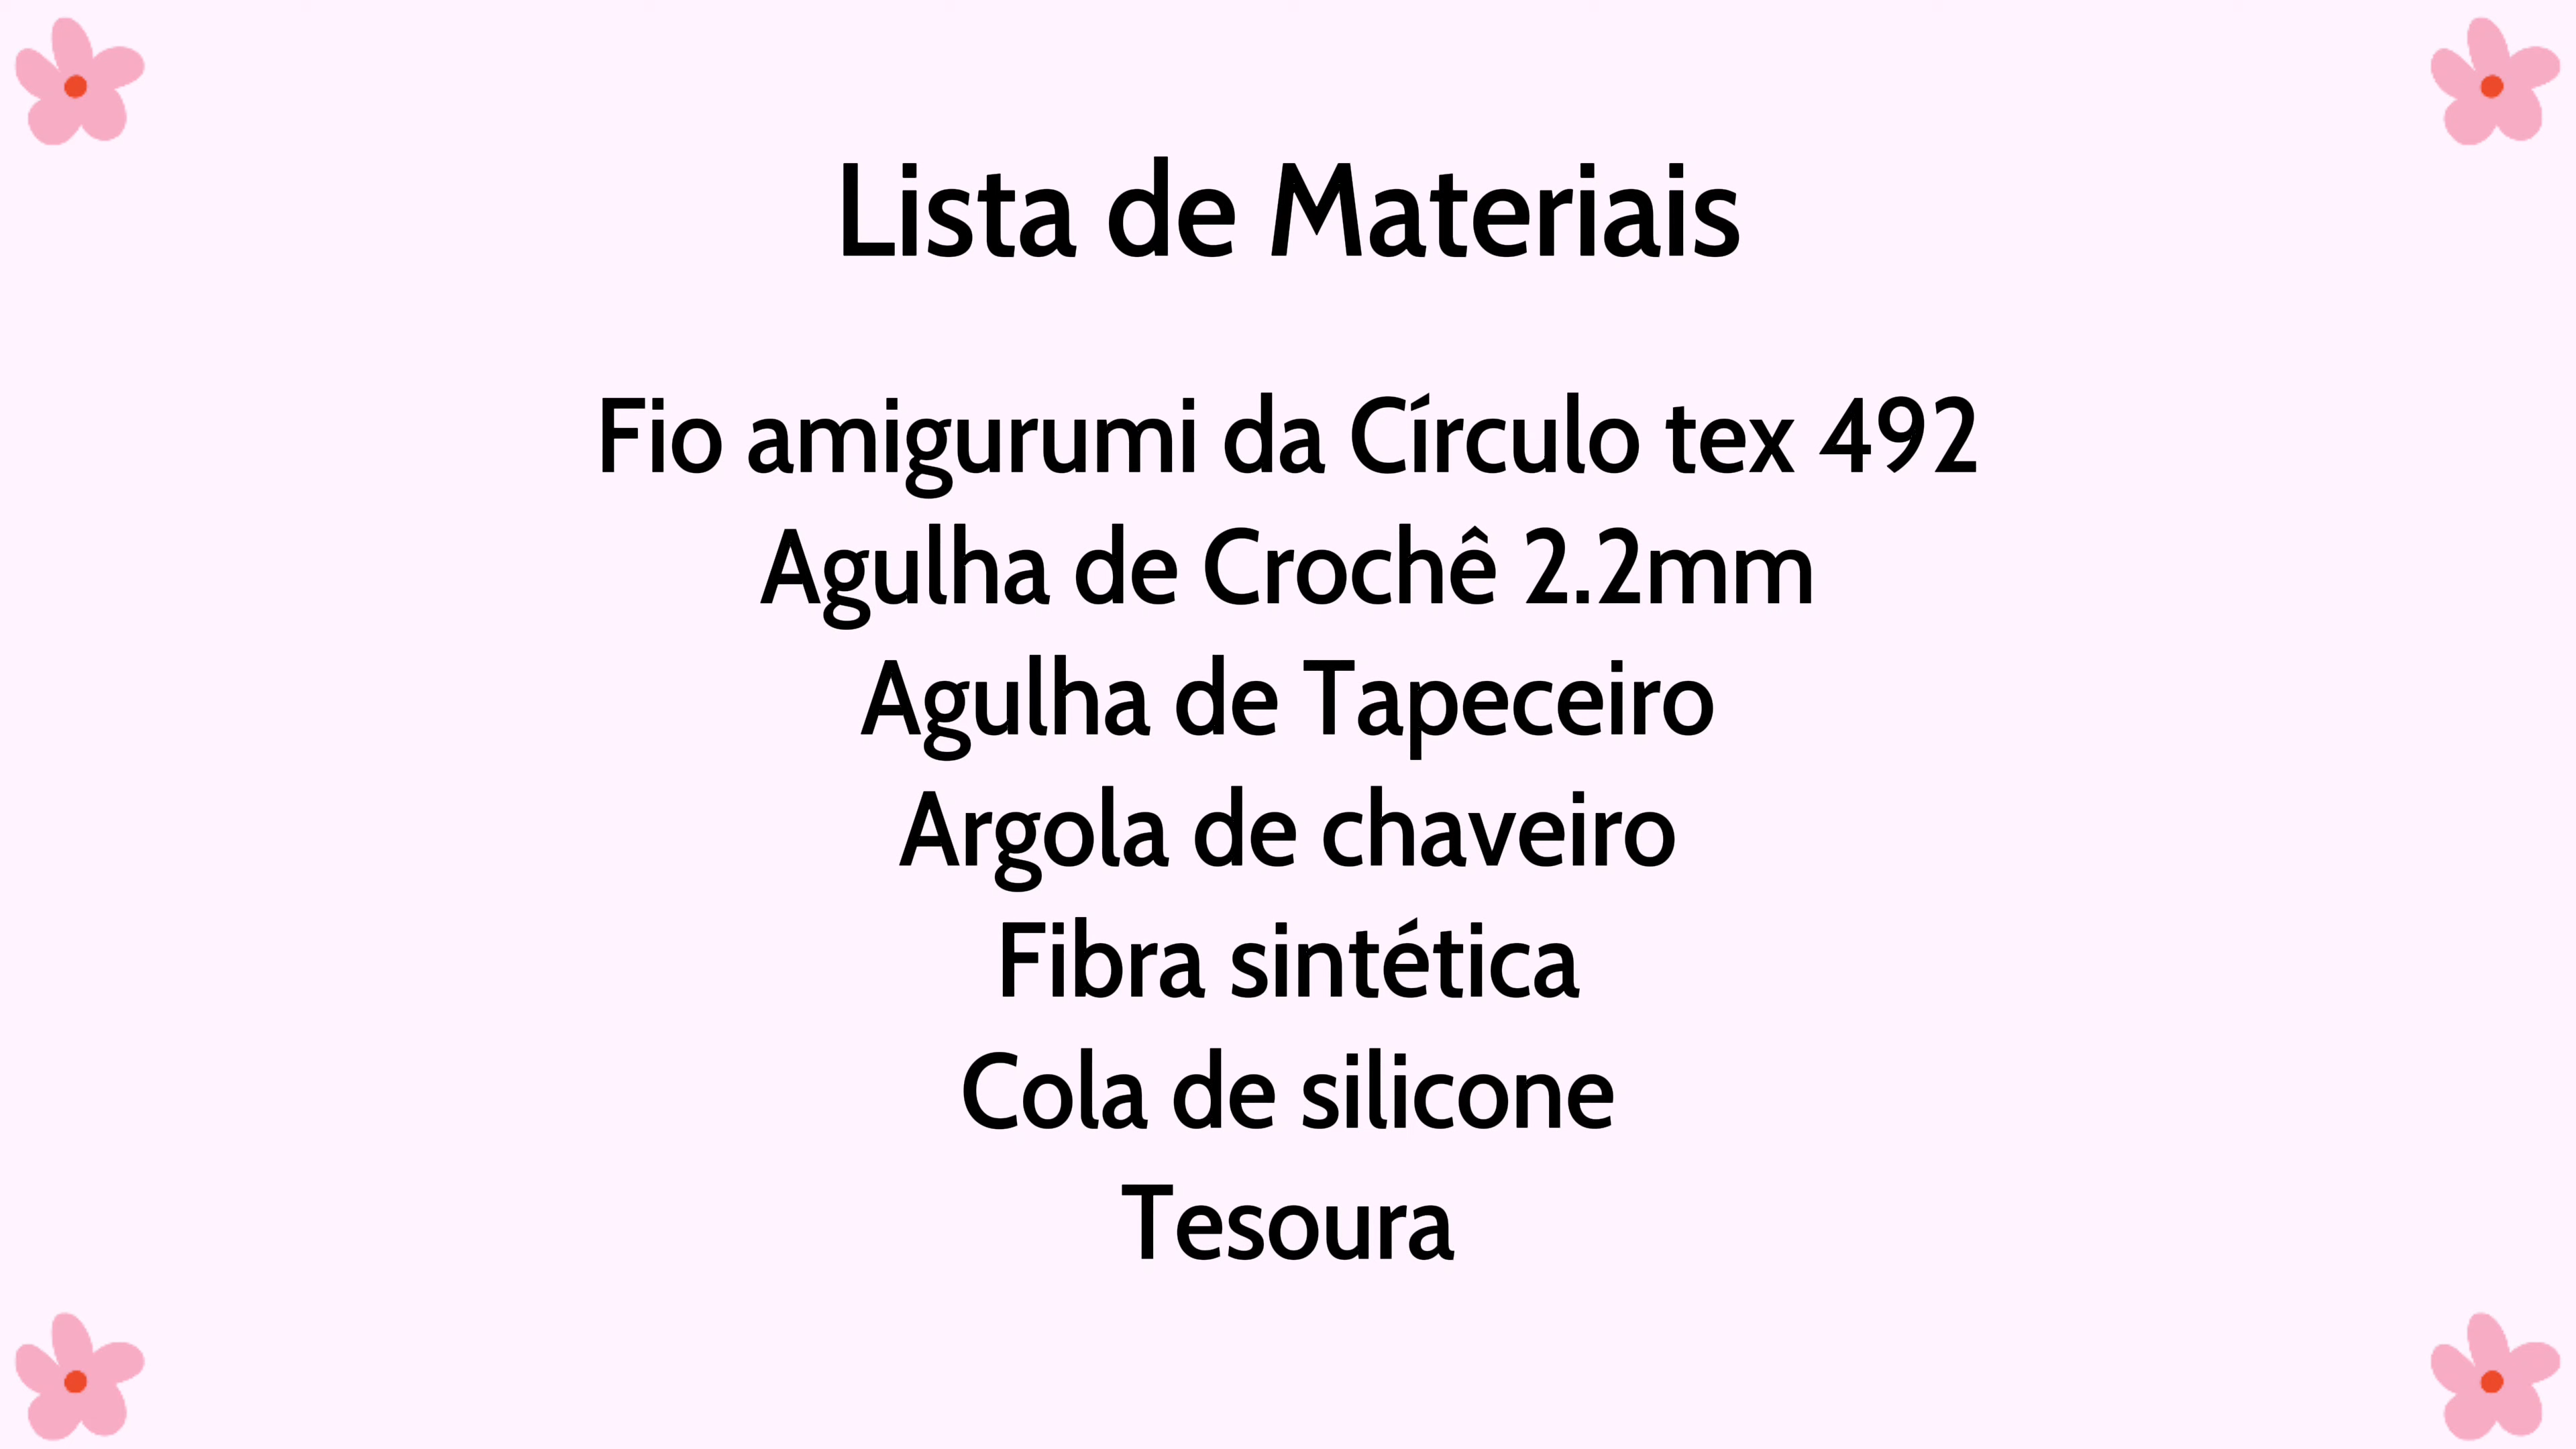 Lista de Materiais
Fio amigurumi da Círculo tex 492
Agulha de Crochê 2.2mm
Agulha de Tapeceiro
Argola de chaveiro
Fibra sintética
Cola de silicone
Tesoura